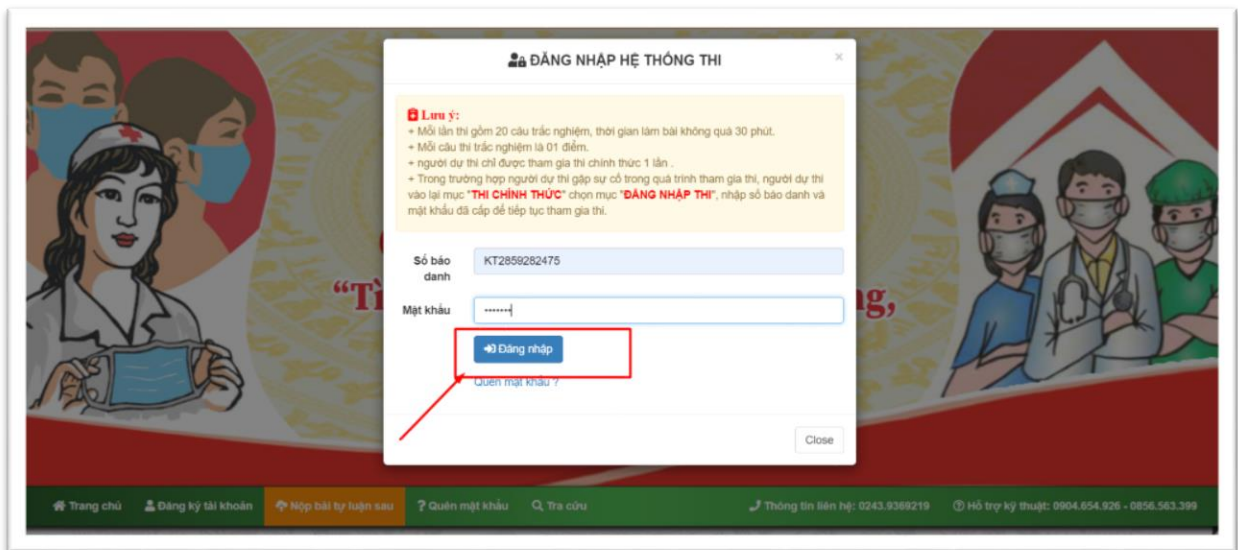 ĐĂNG NHẬP HỆ THỐNG THI
×
Lưu ý:
+ Mỗi lần thi gồm 20 câu trắc nghiệm, thời gian làm bài không quá 30 phút.
+ Mỗi câu thi trắc nghiệm là 01 điểm.
+ người dự thi chỉ được tham gia thi chính thức 1 lần .
+ Trong trường hợp người dự thi gặp sự cố trong quá trình tham gia thi, người dự thi
vào lại mục "THI CHÍNH THỨC" chọn mục "ĐĂNG NHẬP THI", nhập số báo danh và
mật khẩu đã cấp để tiếp tục tham gia thi.
Số báo
danh
KT2859282475
“Tì
ng,
Mật khẩu
Đăng nhập
Quên mật khẩu ?
Close
Trang chủ Đăng ký tài khoản Nộp bài tự luận sau ? Quên mật khẩu Tra cứu Thông tin liên hệ: 0243.9369219 Hỗ trợ kỹ thuật: 0904.654.926 - 0856.563.399